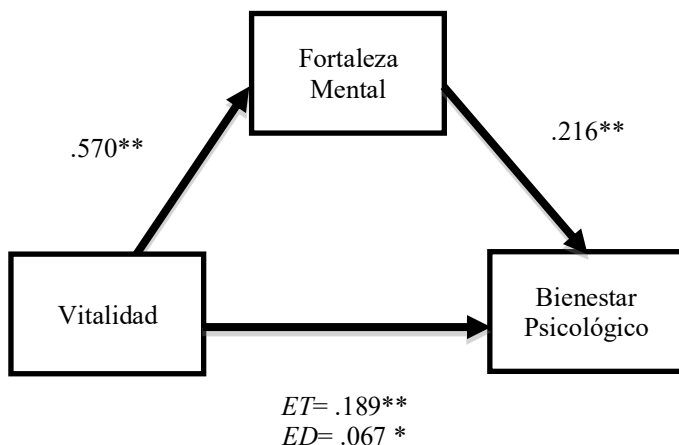 Fortaleza
Mental
.570**
.216**
Vitalidad
Bienestar
Psicológico
ET= .189**
ED= .067 *